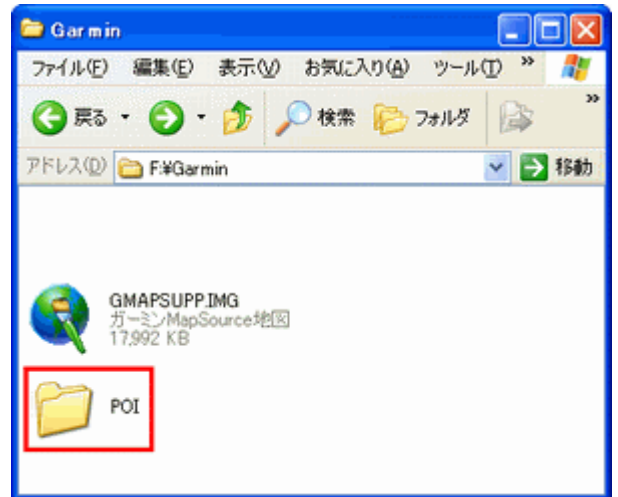 Garmin
ファイル(F) 編集(E) 表示(V) お気に入り(A) ツール(T) »
戻る 検索 フォルダ »
アドレス(D) F:¥Garmin 移動
GMAPSUPP.IMG
ガーミンMapSource地図
17,992 KB
POI